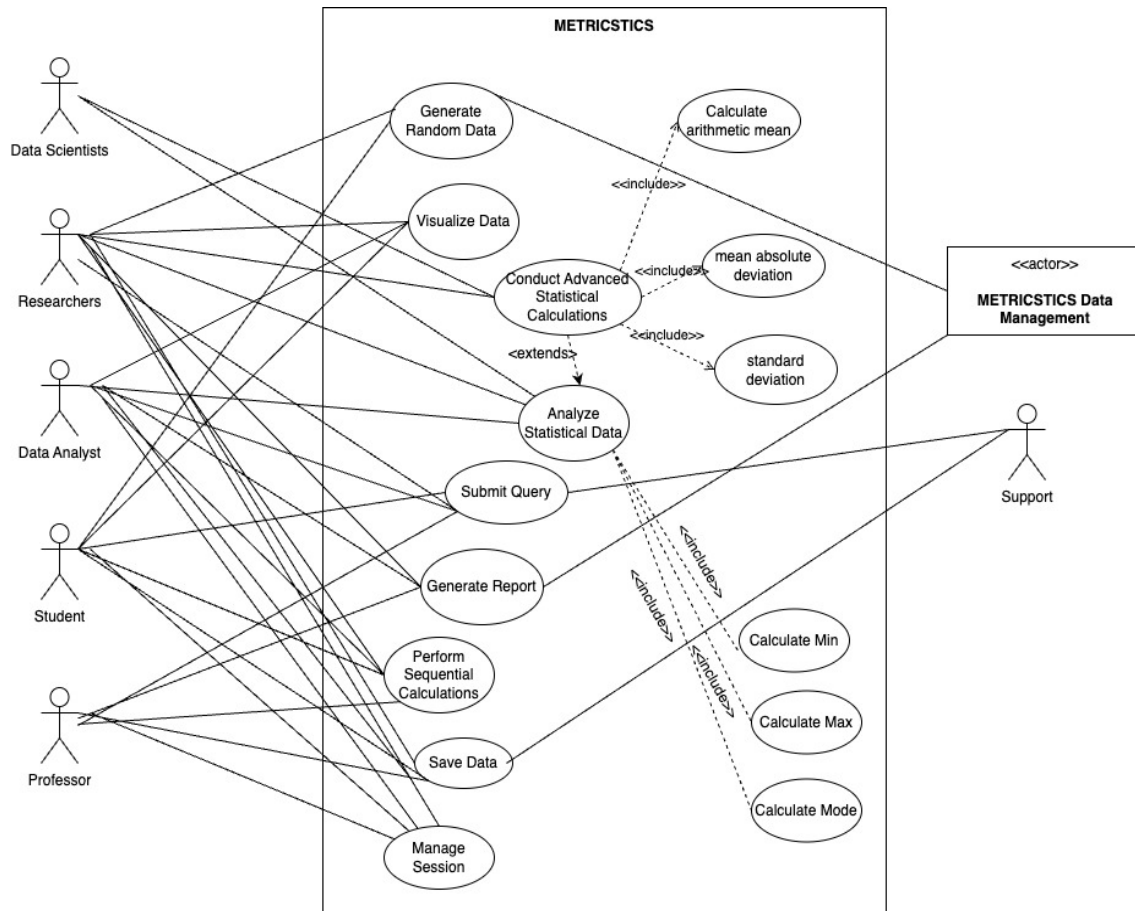 METRICSTICS
Data Scientists
Researchers
Data Analyst
Student
Professor
Generate
Random Data
Visualize Data
Conduct Advanced
Statistical
Calculations
<extends>
Analyze
Statistical Data
Submit Query
Generate Report
Perform
Sequential
Calculations
Save Data
Manage
Session
Calculate
arithmetic mean
<<include>>
mean absolute
deviation
<<include>>
<<include>>
standard
deviation
<<include>>
<<include>>
<<include>>
Calculate Min
Calculate Max
Calculate Mode
<<actor>>
METRICSTICS Data
Management
Support